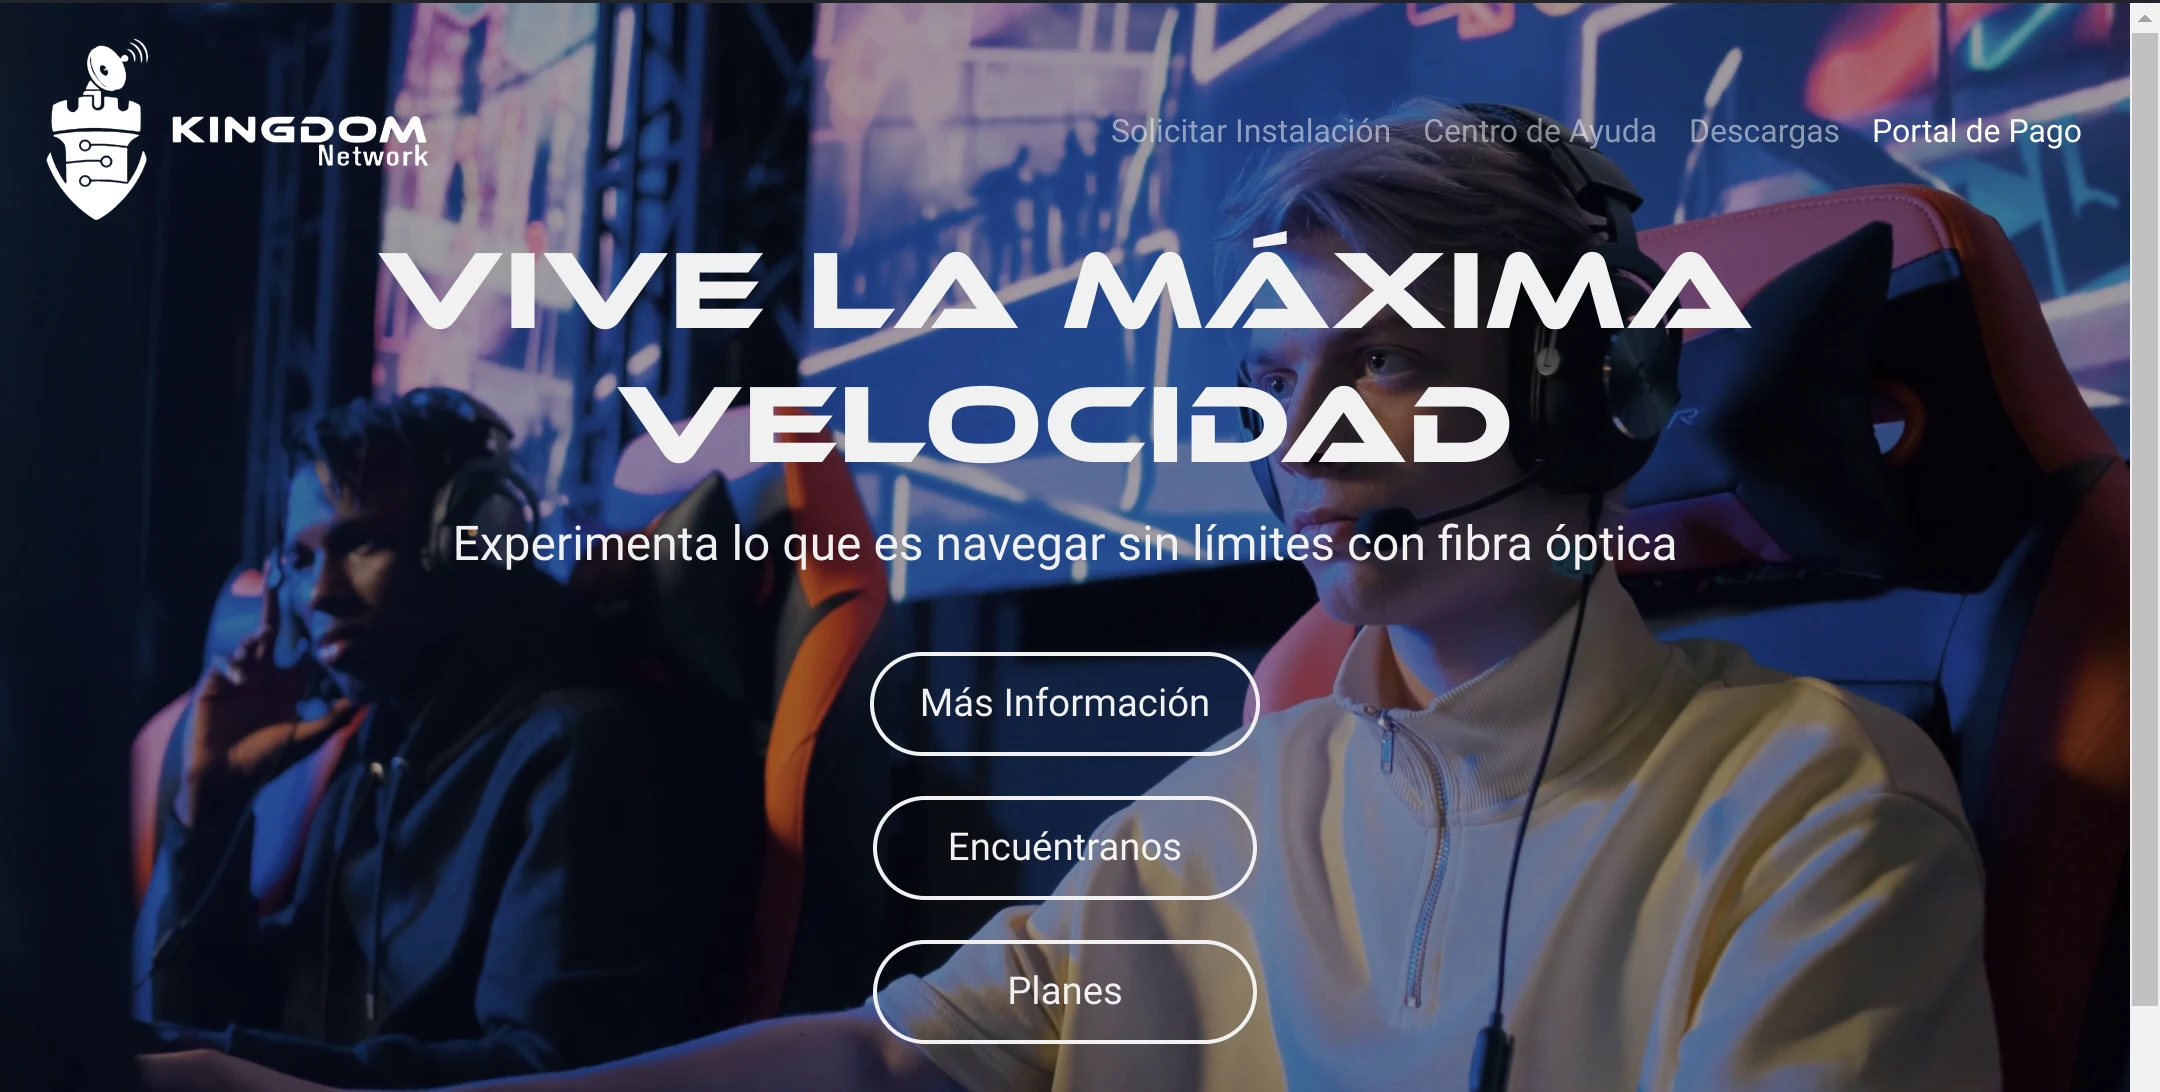 KINGDOM
Network
Solicitar Instalación Centro de Ayuda Descargas Portal de Pago
VIVE LA MÁXIMA
VELOCIDAD
Experimenta lo que es navegar sin límites con fibra óptica
Más Información
Encuéntranos
Planes